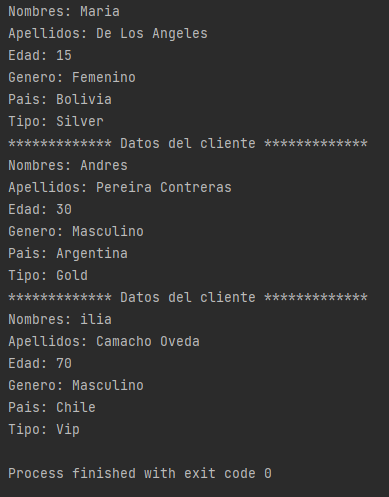 Nombres: Maria
Apellidos: De Los Angeles
Edad: 15
Genero: Femenino
Pais: Bolivia
Tipo: Silver
************* Datos del cliente *************
Nombres: Andres
Apellidos: Pereira Contreras
Edad: 30
Genero: Masculino
Pais: Argentina
Tipo: Gold
************* Datos del cliente *************
Nombres: ilia
Apellidos: Camacho Oveda
Edad: 70
Genero: Masculino
Pais: Chile
Tipo: Vip
Process finished with exit code 0